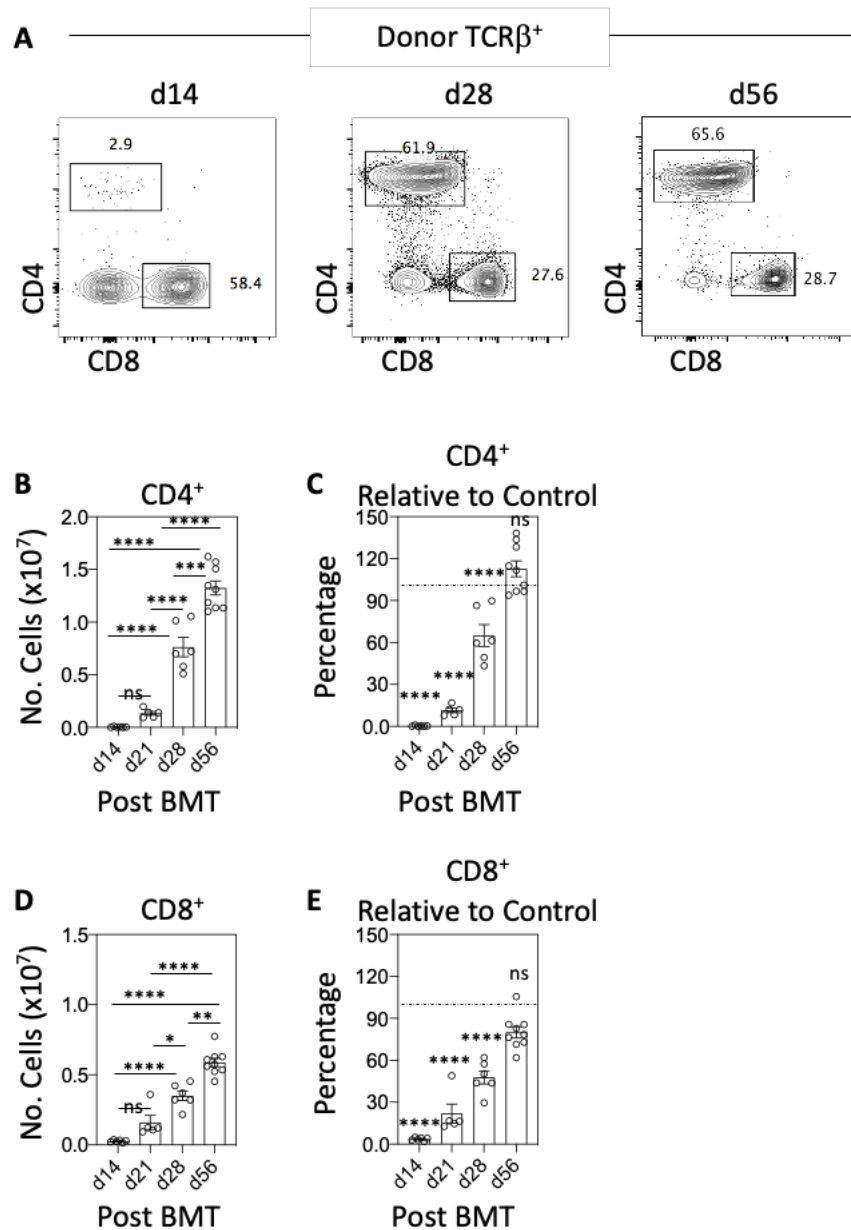 A
Donor TCRβ⁺
d14
d28
d56
2.9
61.9
65.6
58.4
27.6
28.7
CD4
CD4
CD4
CD8
CD8
CD8
B
CD4⁺
C
CD4⁺
Relative to Control
No. Cells (x10⁷)
2.0
1.5
1.0
0.5
0.0
****
****
***
****
****
ns
d14
d21
d28
d56
Post BMT
Percentage
150
120
90
60
30
0.0
ns
****
****
****
d14
d21
d28
d56
Post BMT
D
CD8⁺
E
CD8⁺
Relative to Control
No. Cells (x10⁷)
1.5
1.0
0.5
0.0
****
****
**
*
****
ns
d14
d21
d28
d56
Post BMT
Percentage
150
120
90
60
30
0.0
ns
****
****
****
d14
d21
d28
d56
Post BMT